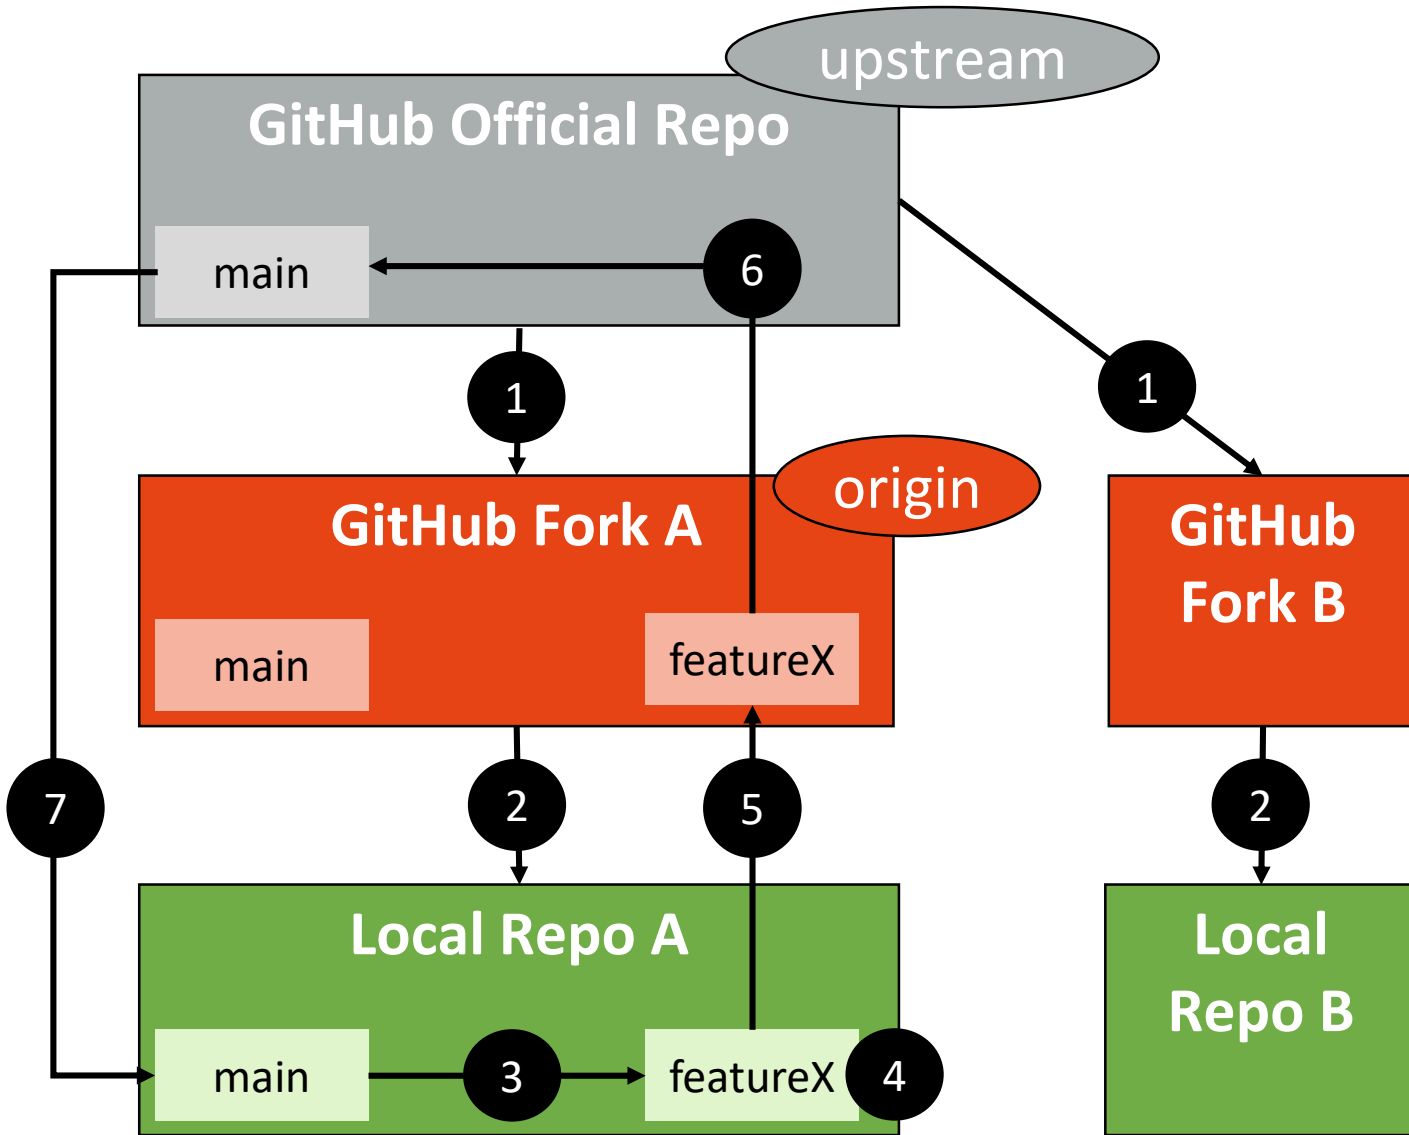 upstream
GitHub Official Repo
main
6
1
1
origin
GitHub Fork A
main
featureX
GitHub
Fork B
7
2
5
2
Local Repo A
main
3
featureX
4
Local
Repo B